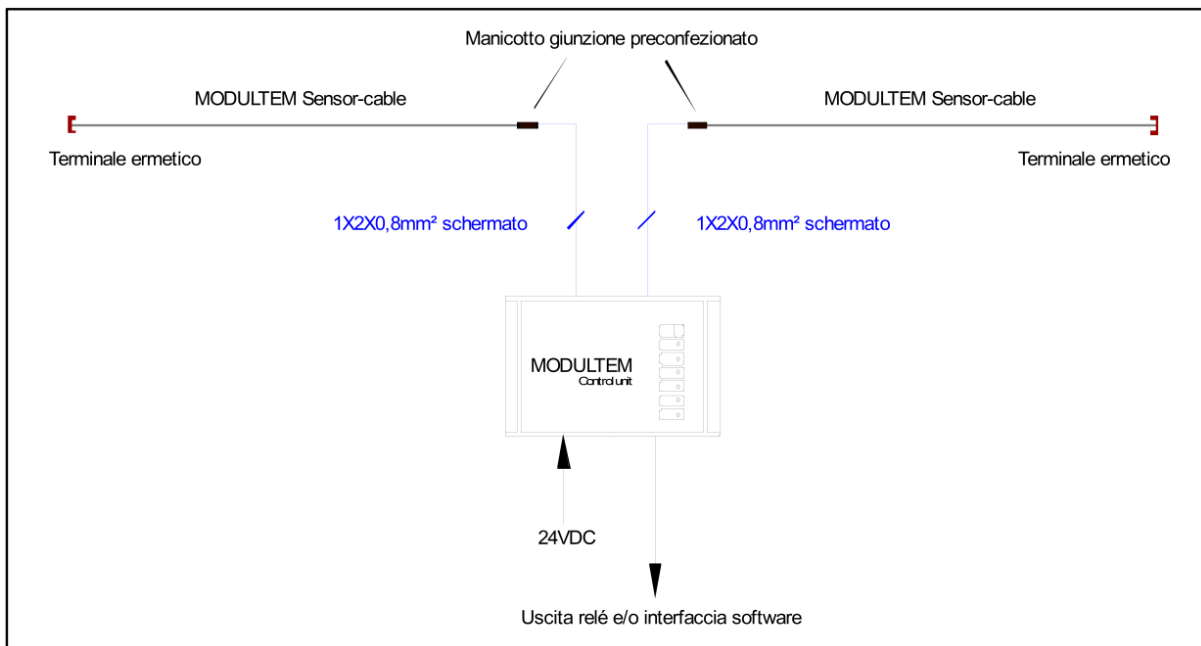 Manicotto giunzione preconfezionato
MODULTEM Sensor-cable
MODULTEM Sensor-cable
Terminale ermetico
Terminale ermetico
1X2X0,8mm² schermato
1X2X0,8mm² schermato
MODULTEM
Control unit
24VDC
Uscita relé e/o interfaccia software